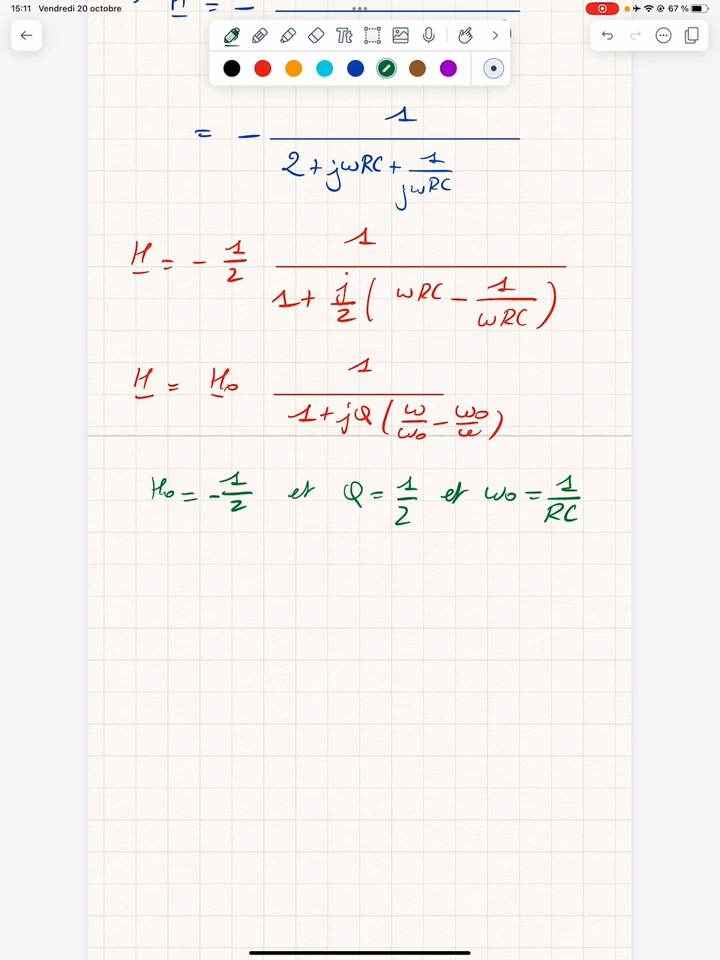 15:11 Vendredi 20 octobre 67 %
H = -
Tt
= - 1 / (2 + jωRC + 1/(jωRC))
H = - 1/2 1 / (1 + j/2 (ωRC - 1/(ωRC)))
H = H₀ 1 / (1 + jQ (ω/ω₀ - ω₀/ω))
H₀ = -1/2 et Q = 1/2 et ω₀ = 1/RC